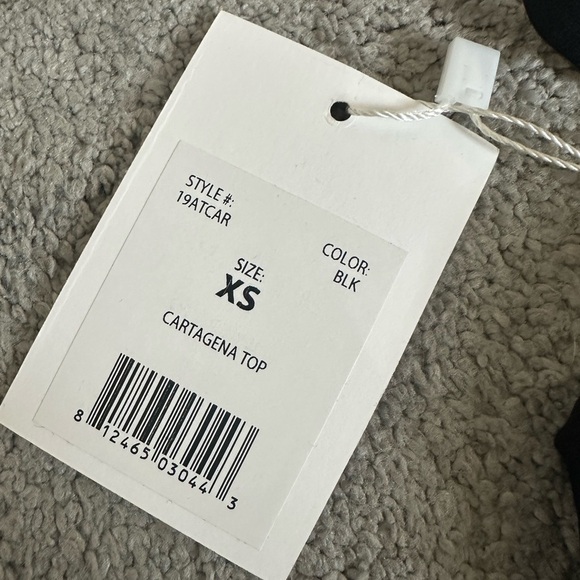 STYLE #:
19ATCAR
COLOR:
BLK
SIZE:
XS
CARTAGENA TOP
8 12465 03044 3